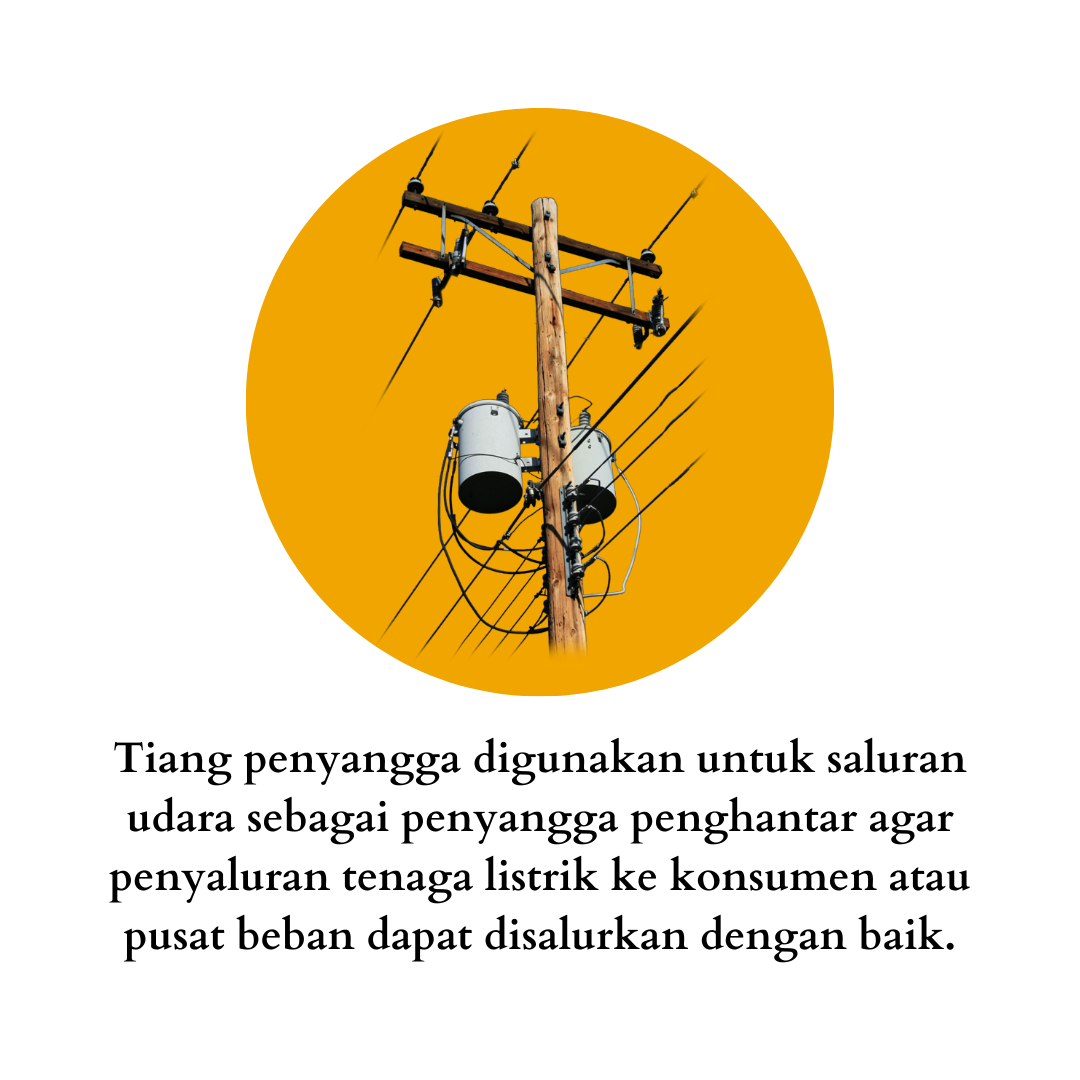 Tiang penyangga digunakan untuk saluran
udara sebagai penyangga penghantar agar
penyaluran tenaga listrik ke konsumen atau
pusat beban dapat disalurkan dengan baik.